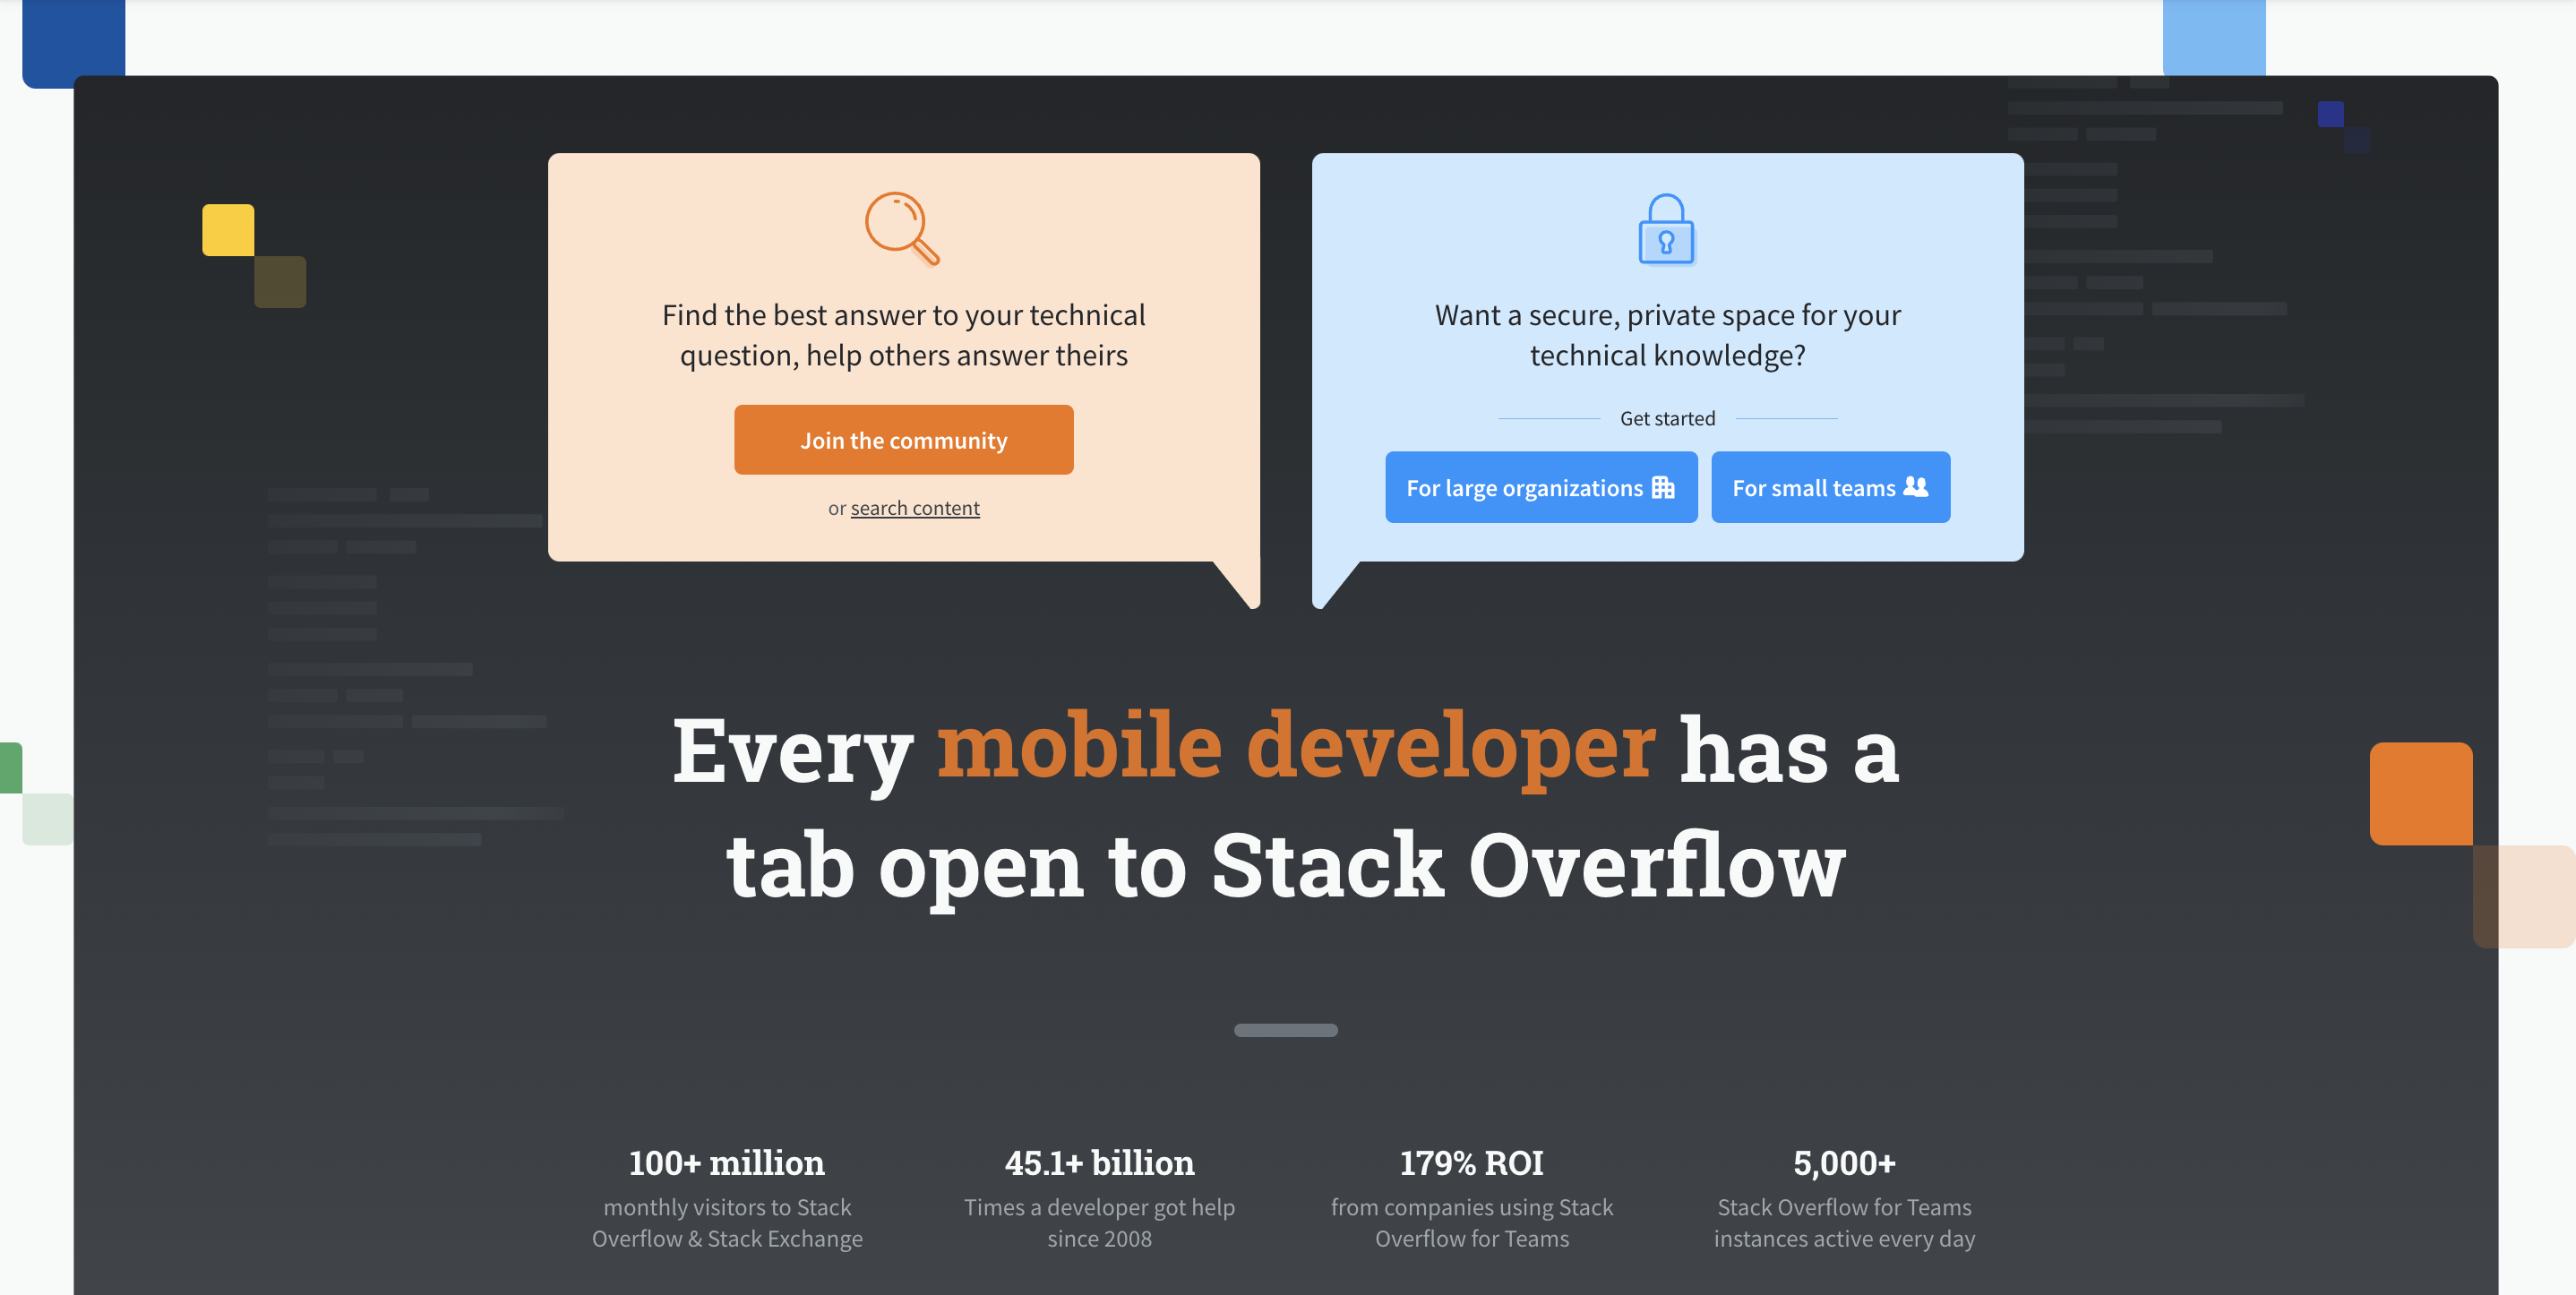 Find the best answer to your technical
question, help others answer theirs
Join the community
or search content
Want a secure, private space for your
technical knowledge?
Get started
For large organizations
For small teams
Every mobile developer has a
tab open to Stack Overflow
100+ million
monthly visitors to Stack
Overflow & Stack Exchange
45.1+ billion
Times a developer got help
since 2008
179% ROI
from companies using Stack
Overflow for Teams
5,000+
Stack Overflow for Teams
instances active every day